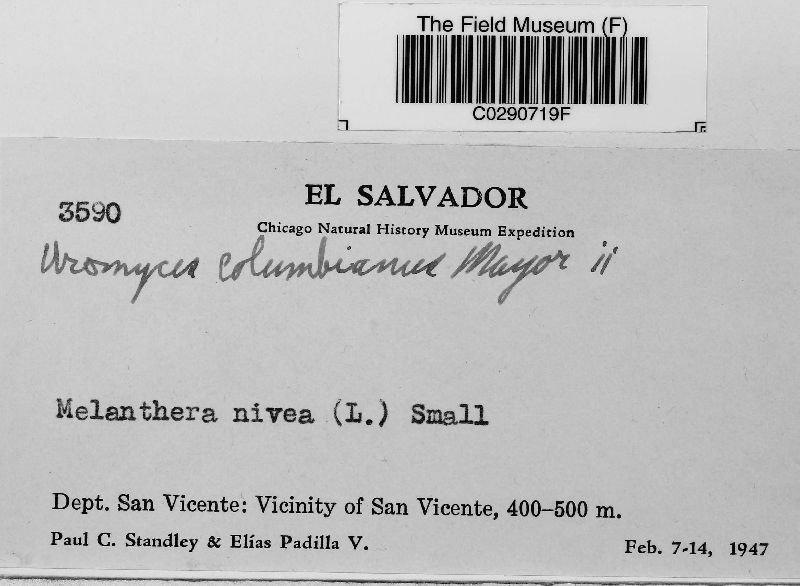 The Field Museum (F)
C0290719F
EL SALVADOR
3590
Chicago Natural History Museum Expedition
Uromyces columbianus Mayor ii
Melanthera nivea (L.) Small
Dept. San Vicente: Vicinity of San Vicente, 400–500 m.
Paul C. Standley & Elías Padilla V.
Feb. 7-14, 1947